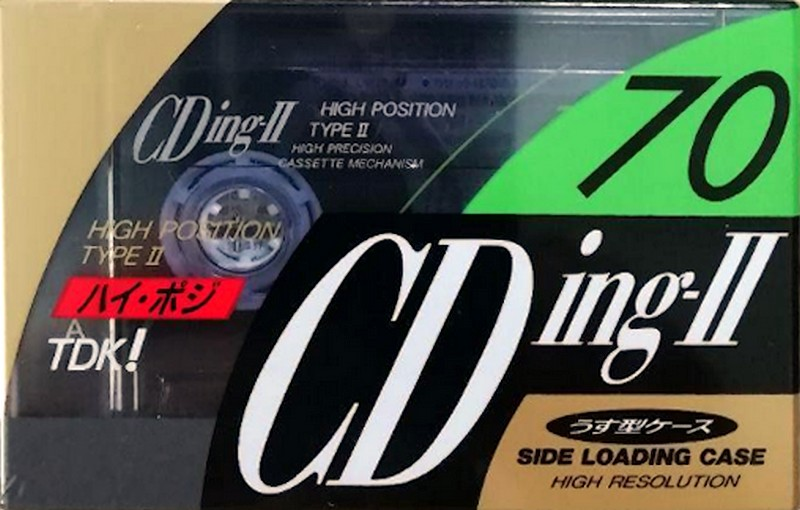 70
CDing-II
HIGH POSITION
TYPE II
HIGH PRECISION
CASSETTE MECHANISM
HIGH POSITION
TYPE II
ハイ・ポジ
A
TDK!
CDing-II
うす型ケース
SIDE LOADING CASE
HIGH RESOLUTION